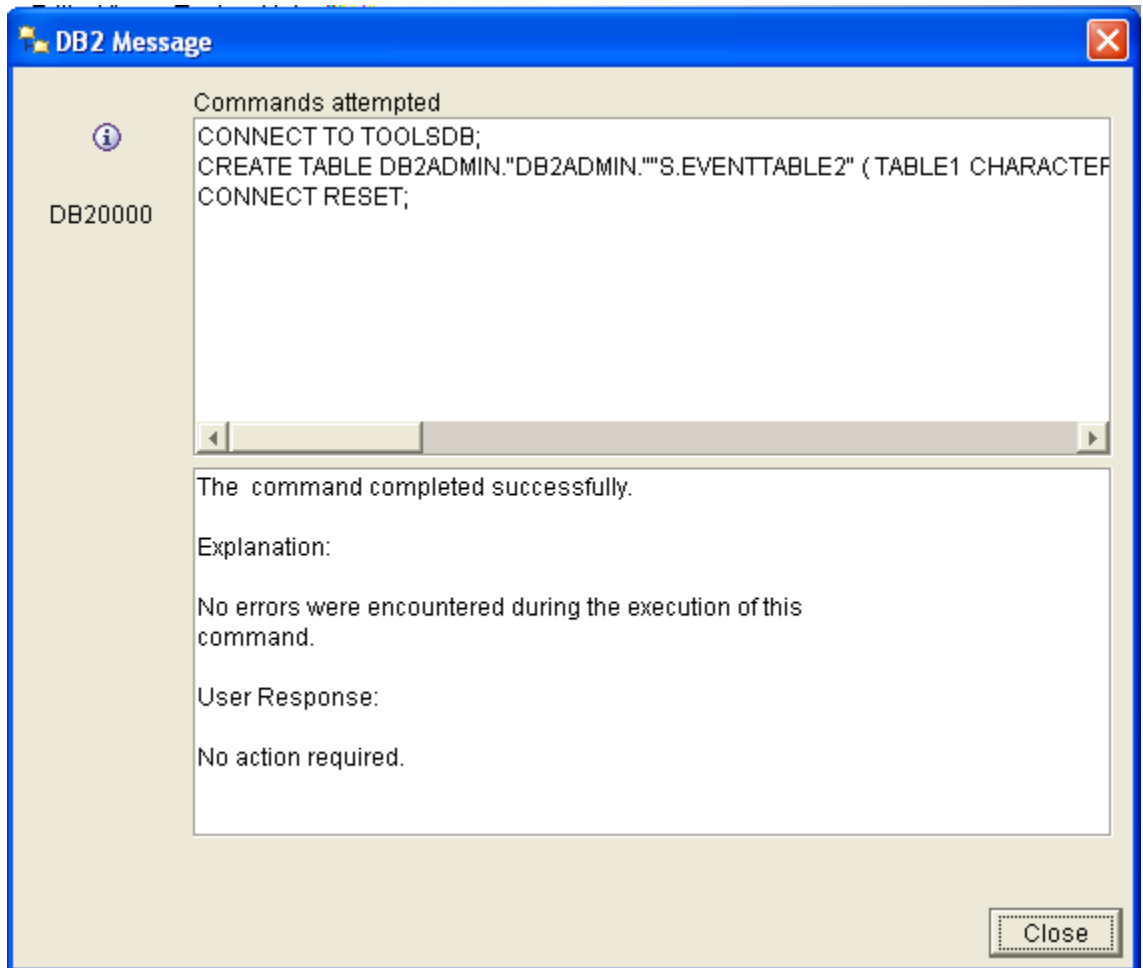 DB2 Message
Commands attempted
CONNECT TO TOOLSDB;
CREATE TABLE DB2ADMIN."DB2ADMIN.""S.EVENTTABLE2" ( TABLE1 CHARACTER
CONNECT RESET;
DB20000
The  command completed successfully.
Explanation:
No errors were encountered during the execution of this
command.
User Response:
No action required.
Close